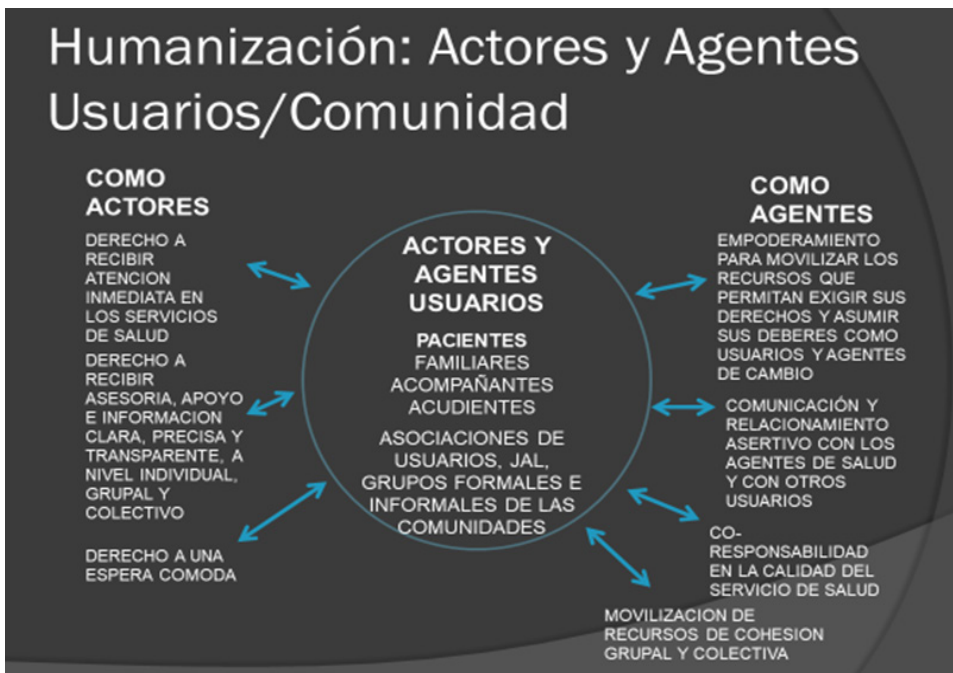 Humanización: Actores y Agentes
Usuarios/Comunidad
COMO
ACTORES
DERECHO A
RECIBIR
ATENCION
INMEDIATA EN
LOS SERVICIOS
DE SALUD
DERECHO A
RECIBIR
ASESORIA, APOYO
E INFORMACION
CLARA, PRECISA Y
TRANSPARENTE, A
NIVEL INDIVIDUAL,
GRUPAL Y
COLECTIVO
DERECHO A UNA
ESPERA COMODA
ACTORES Y
AGENTES
USUARIOS
PACIENTES
FAMILIARES
ACOMPAÑANTES
ACUDIENTES
ASOCIACIONES DE
USUARIOS, JAL,
GRUPOS FORMALES E
INFORMALES DE LAS
COMUNIDADES
COMO
AGENTES
EMPODERAMIENTO
PARA MOVILIZAR LOS
RECURSOS QUE
PERMITAN EXIGIR SUS
DERECHOS Y ASUMIR
SUS DEBERES COMO
USUARIOS Y AGENTES
DE CAMBIO
COMUNICACIÓN Y
RELACIONAMIENTO
ASERTIVO CON LOS
AGENTES DE SALUD
Y CON OTROS
USUARIOS
CO-
RESPONSABILIDAD
EN LA CALIDAD DEL
SERVICIO DE SALUD
MOVILIZACION DE
RECURSOS DE COHESION
GRUPAL Y COLECTIVA